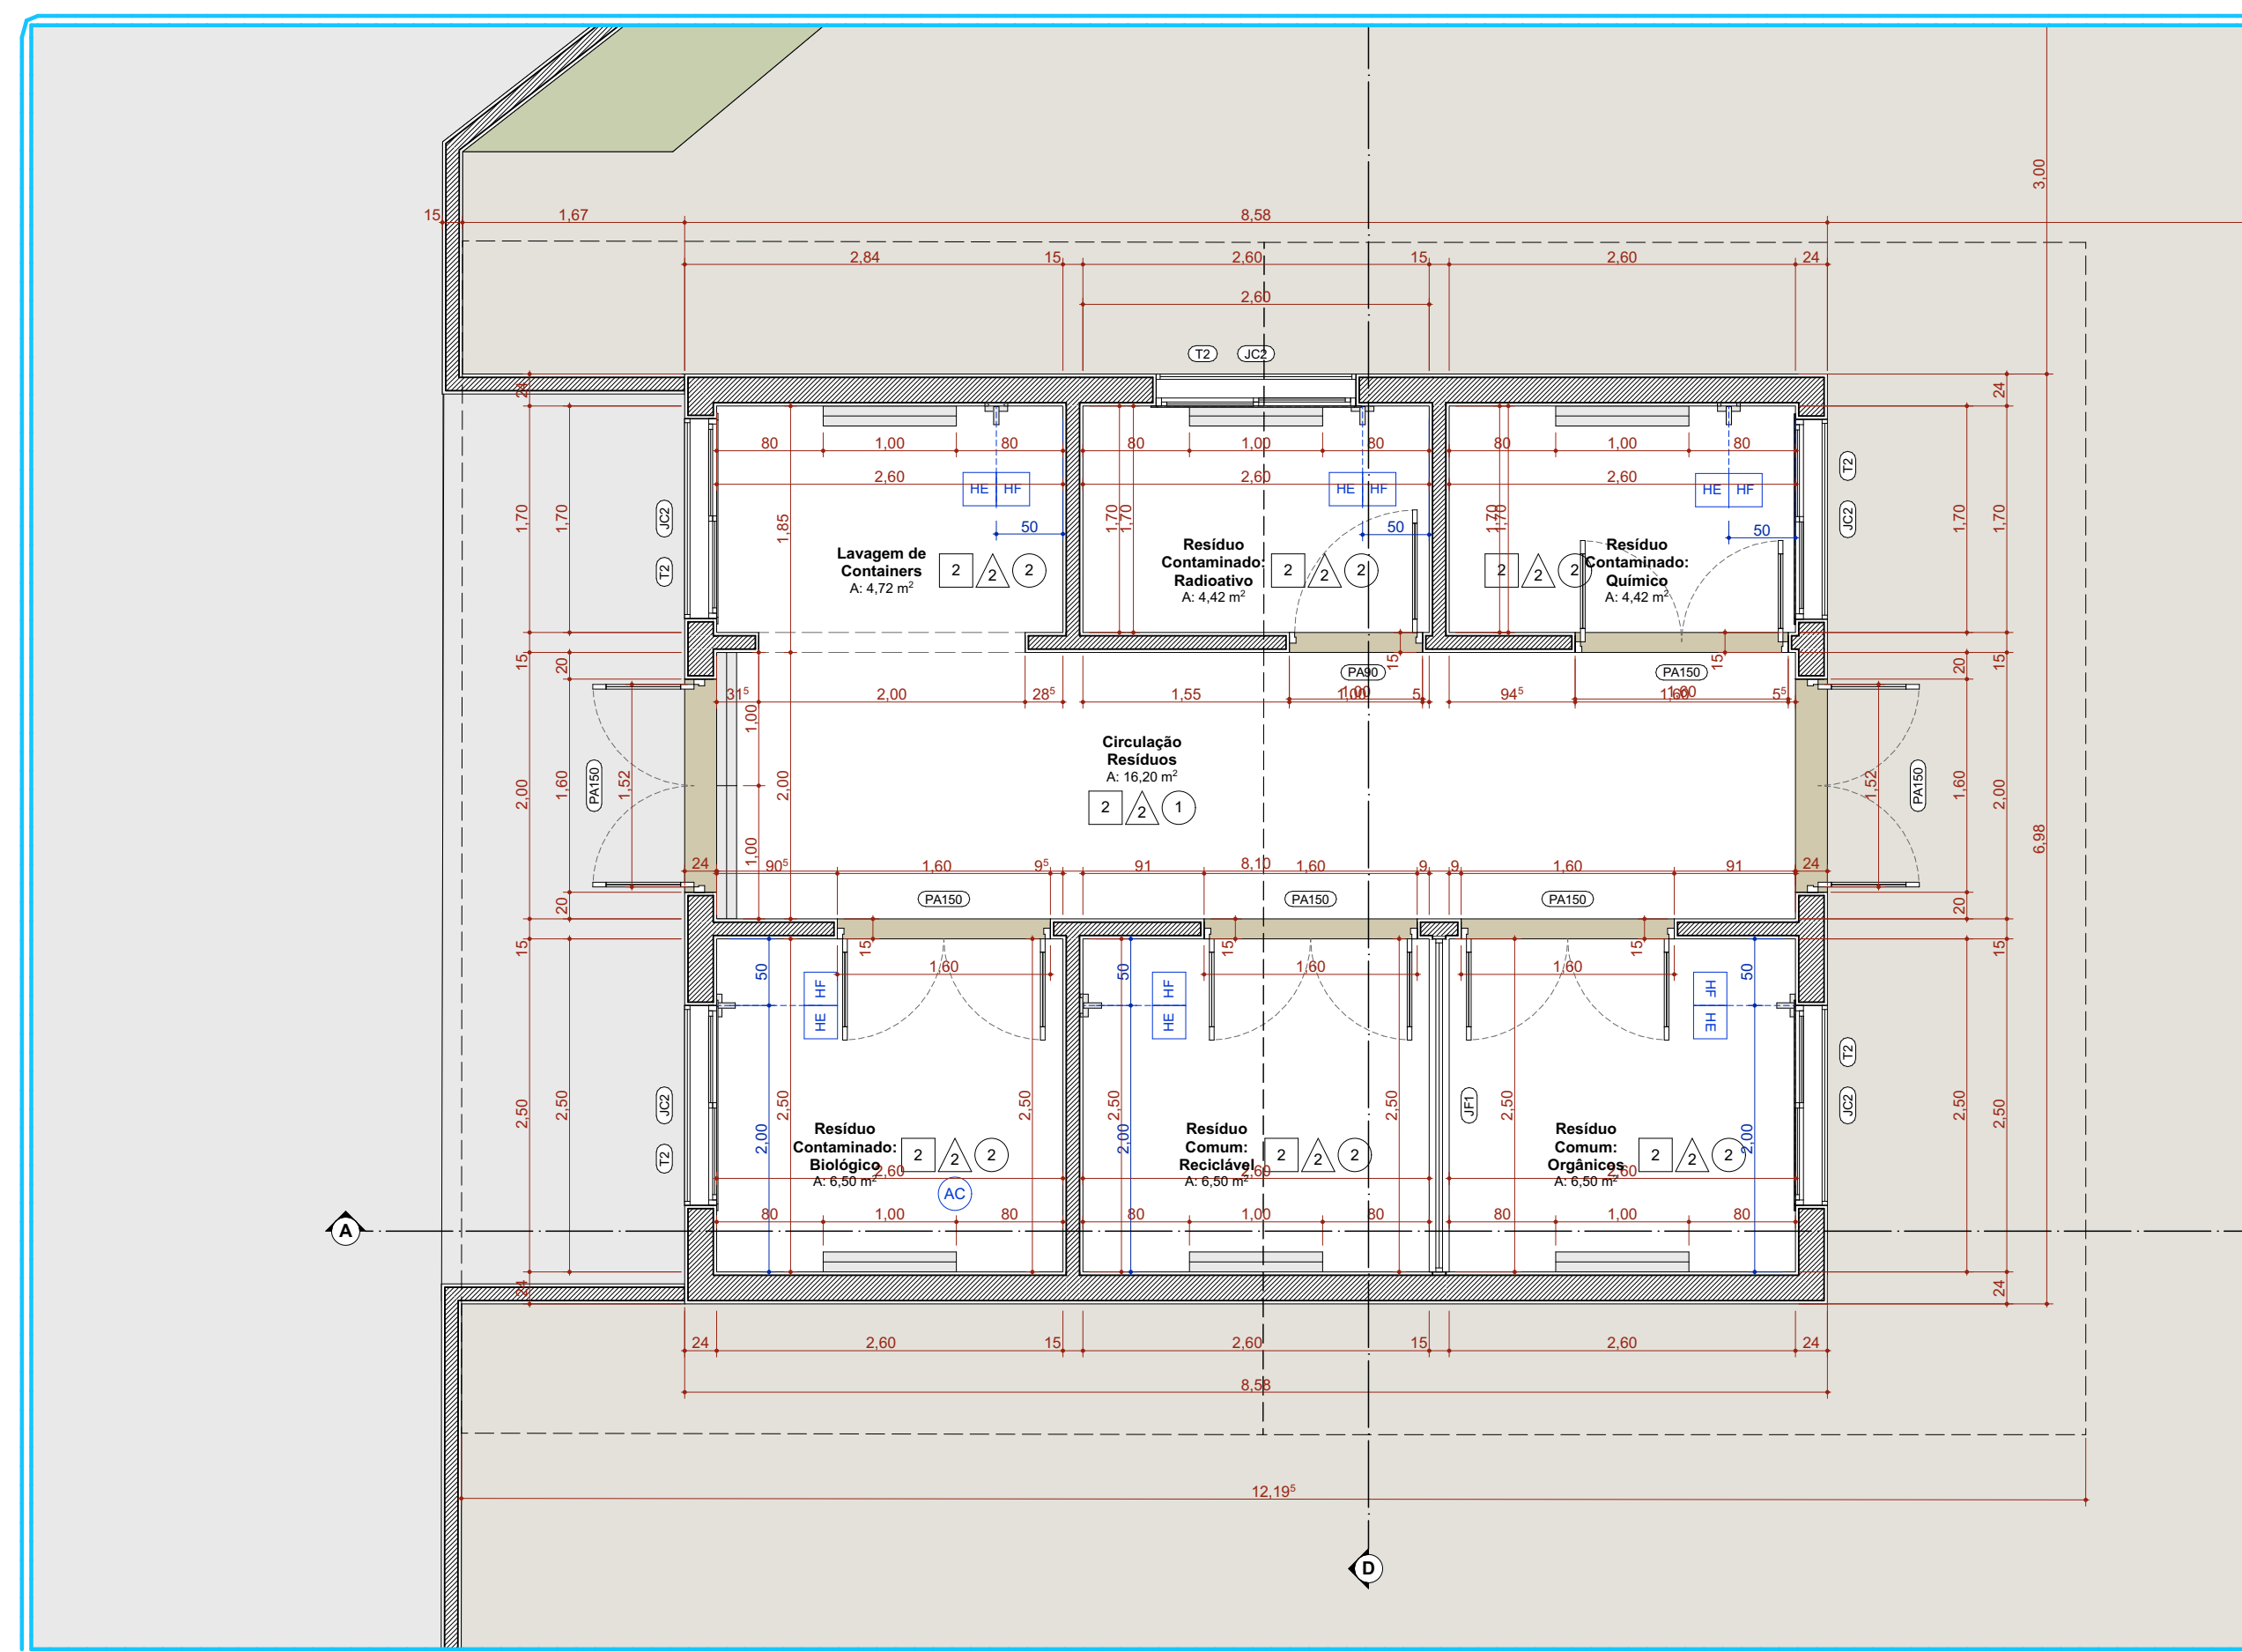 3,00
15
1,67
8,58
2,84
15
2,60
15
2,60
24
2,60
T2
JC2
24
24
80
1,00
80
80
1,00
80
80
1,00
80
2,60
2,60
2,60
HE
HF
HE
HF
HE
HF
50
50
50
T2
JC2
JC2
T2
1,70
1,70
1,85
1,70
1,70
1,70
1,70
1,70
1,70
Lavagem de
Containers
A: 4,72 m²
2
2
2
Resíduo
Contaminado:
Radioativo
A: 4,42 m²
2
2
2
2
2
2
Resíduo
Contaminado:
Químico
A: 4,42 m²
15
20
15
PA90
15
PA150
20
15
31⁵
2,00
28⁵
1,55
1,00
1,00
5
94⁵
1,60
1,60
5⁵
1,00
Circulação
Resíduos
A: 16,20 m²
2
2
1
2,00
1,60
PA150
1,52
2,00
1,52
PA150
1,60
2,00
6,98
1,00
24
90⁵
1,60
9⁵
91
8,10
1,60
9
9
1,60
91
24
20
PA150
PA150
PA150
20
15
15
15
15
15
50
1,60
1,60
1,60
50
50
HF
HE
HF
HE
HF
HE
T2
JC2
JC2
T2
2,50
2,50
2,50
2,00
2,50
2,50
2,00
2,50
JF1
2,50
2,00
2,50
2,50
Resíduo
Contaminado:
Biológico
A: 6,50 m²
2
2
2
AC
Resíduo
Comum:
Reciclável
A: 6,50 m²
2
2
2
Resíduo
Comum:
Orgânicos
A: 6,50 m²
2
2
2
2,60
2,60
2,60
80
1,00
80
80
1,00
80
80
1,00
80
A
24
24
24
2,60
15
2,60
15
2,60
24
8,58
12,19⁵
D